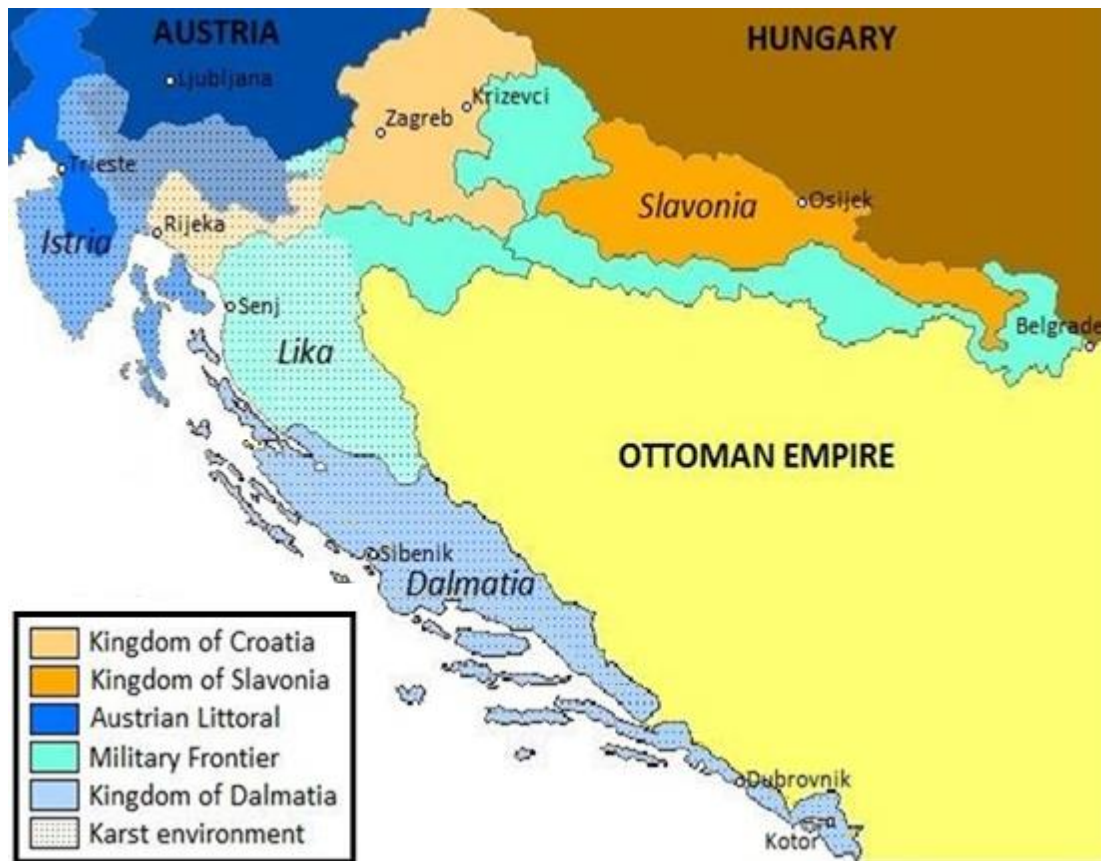 AUSTRIA
HUNGARY
Ljubljana
Krizevci
Zagreb
Trieste
Slavonia
Osijek
Rijeka
Istria
Senj
Belgrade
Lika
OTTOMAN EMPIRE
Sibenik
Dalmatia
Kingdom of Croatia
Kingdom of Slavonia
Austrian Littoral
Military Frontier
Kingdom of Dalmatia
Karst environment
Dubrovnik
Kotor